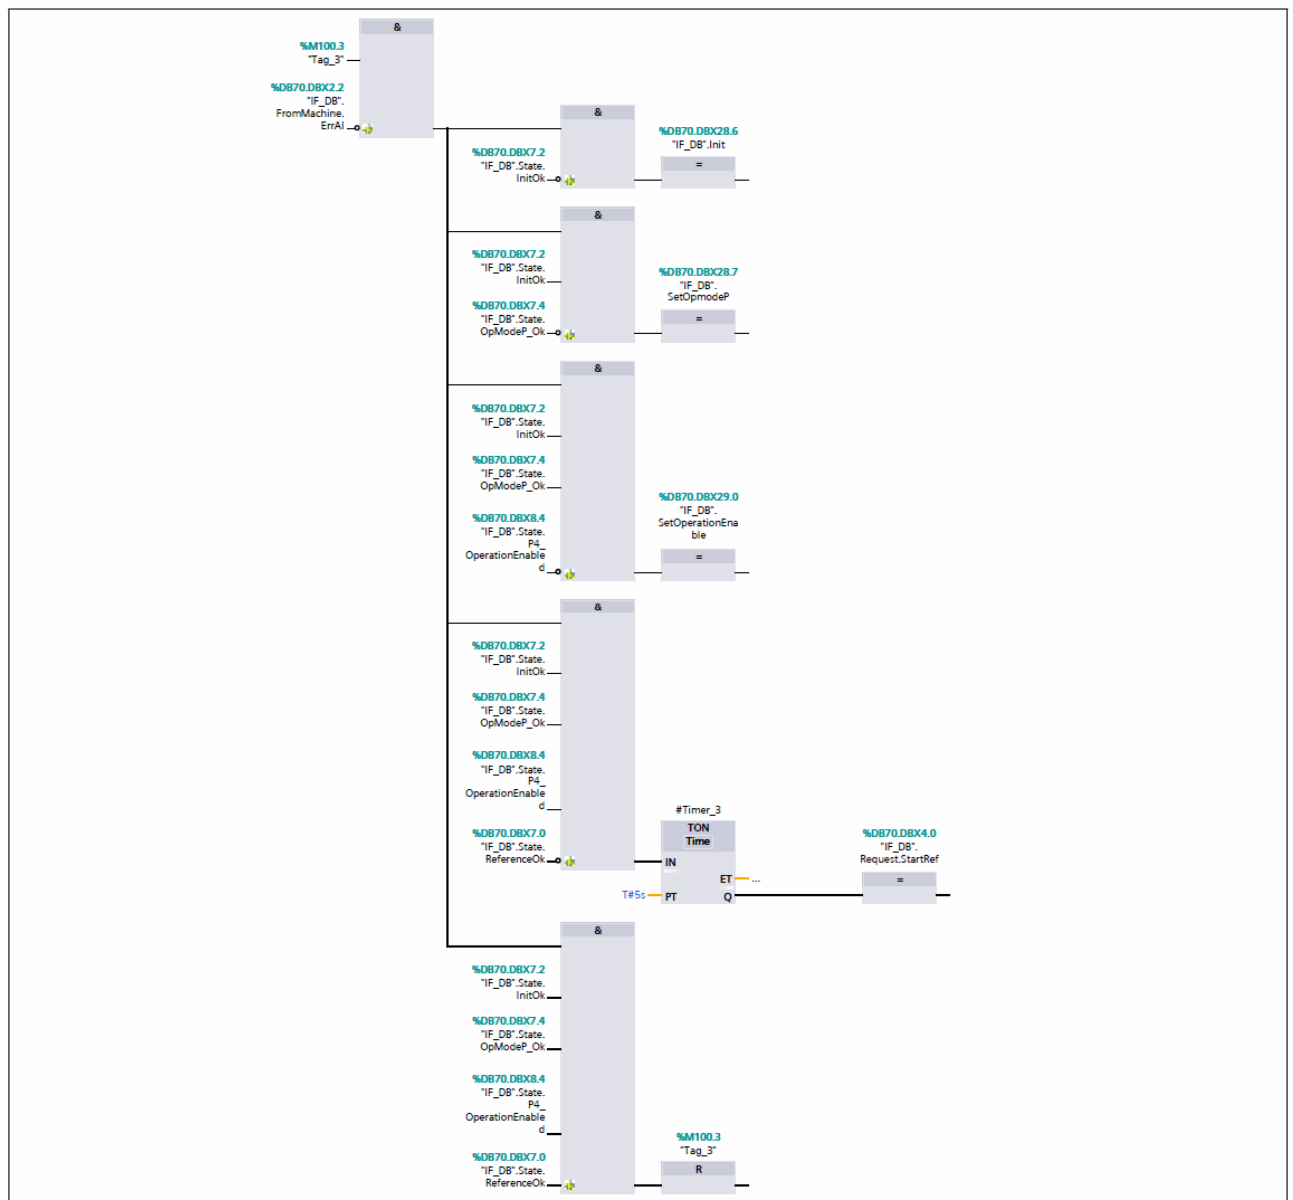 &
%M100.3
"Tag_3"
%DB70.DBX2.2
"IF_DB".
FromMachine.
ErrAl
&
%DB70.DBX7.2
"IF_DB".State.
InitOk
%DB70.DBX28.6
"IF_DB".Init
=
&
%DB70.DBX7.2
"IF_DB".State.
InitOk
%DB70.DBX7.4
"IF_DB".State.
OpModeP_Ok
%DB70.DBX28.7
"IF_DB".
SetOpmodeP
=
&
%DB70.DBX7.2
"IF_DB".State.
InitOk
%DB70.DBX7.4
"IF_DB".State.
OpModeP_Ok
%DB70.DBX8.4
"IF_DB".State.
P4_
OperationEnable
d
%DB70.DBX29.0
"IF_DB".
SetOperationEna
ble
=
&
%DB70.DBX7.2
"IF_DB".State.
InitOk
%DB70.DBX7.4
"IF_DB".State.
OpModeP_Ok
%DB70.DBX8.4
"IF_DB".State.
P4_
OperationEnable
d
%DB70.DBX7.0
"IF_DB".State.
ReferenceOk
#Timer_3
TON
Time
IN
ET ...
T#5s PT Q
%DB70.DBX4.0
"IF_DB".
Request.StartRef
=
&
%DB70.DBX7.2
"IF_DB".State.
InitOk
%DB70.DBX7.4
"IF_DB".State.
OpModeP_Ok
%DB70.DBX8.4
"IF_DB".State.
P4_
OperationEnable
d
%DB70.DBX7.0
"IF_DB".State.
ReferenceOk
%M100.3
"Tag_3"
R